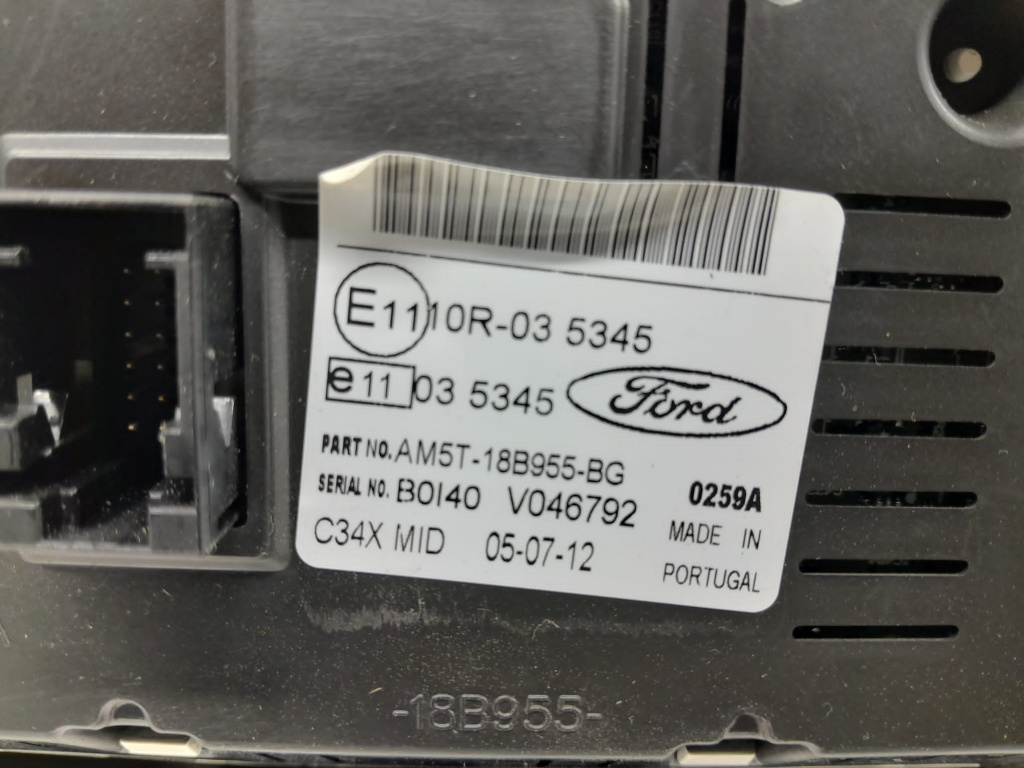 E11 10R-03 5345
e11 03 5345 Ford
PART NO. AM5T-18B955-BG
SERIAL NO. B0I40 V046792 0259A
C34X MID 05-07-12 MADE IN
PORTUGAL
-18B955-